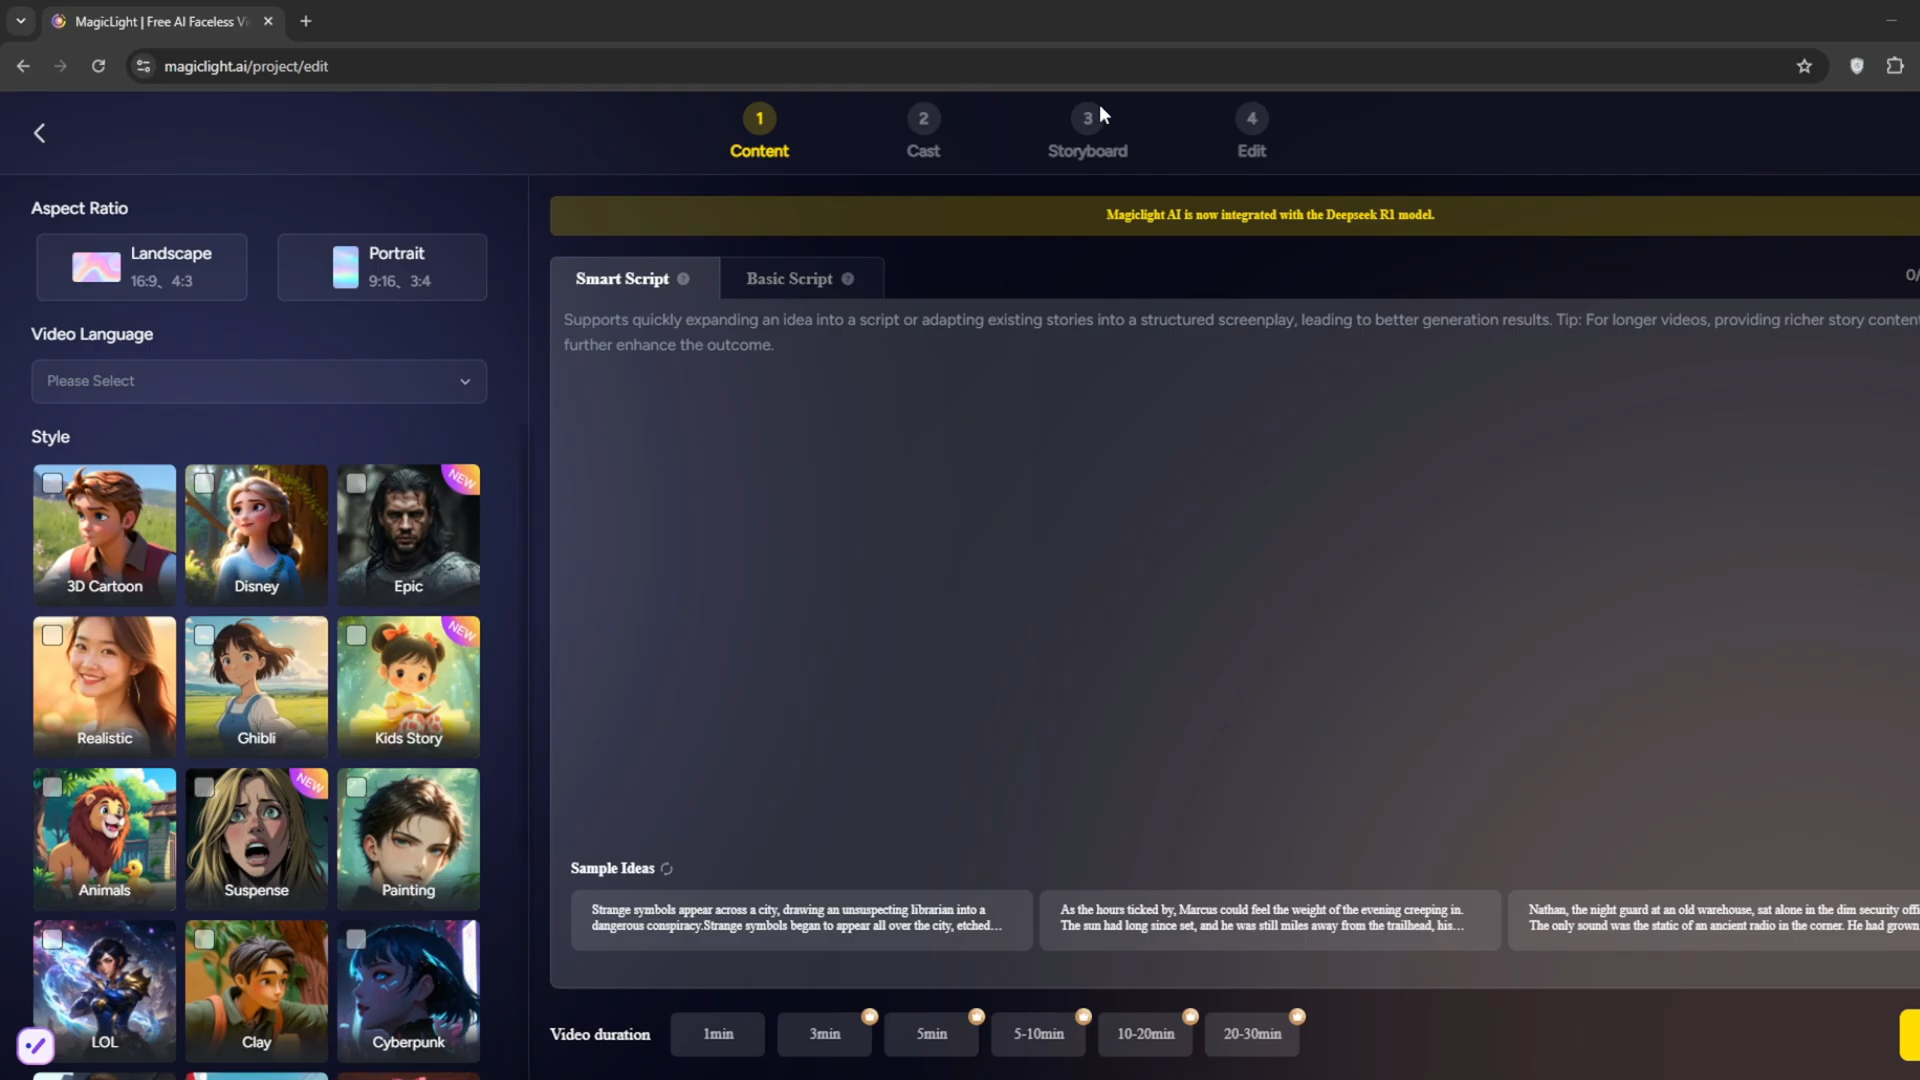 MagicLight | Free AI Faceless Vi
magiclight.ai/project/edit
1
Content
2
Cast
3
Storyboard
4
Edit
Aspect Ratio
Landscape
16:9、4:3
Portrait
9:16、3:4
Video Language
Please Select
Style
3D Cartoon
Disney
NEW
Epic
Realistic
Ghibli
NEW
Kids Story
Animals
NEW
Suspense
Painting
LOL
Clay
Cyberpunk
Magiclight AI is now integrated with the Deepseek R1 model.
Smart Script ?
Basic Script ?
0/
Supports quickly expanding an idea into a script or adapting existing stories into a structured screenplay, leading to better generation results. Tip: For longer videos, providing richer story content
further enhance the outcome.
Sample Ideas
Strange symbols appear across a city, drawing an unsuspecting librarian into a
dangerous conspiracy.Strange symbols began to appear all over the city, etched...
As the hours ticked by, Marcus could feel the weight of the evening creeping in.
The sun had long since set, and he was still miles away from the trailhead, his...
Nathan, the night guard at an old warehouse, sat alone in the dim security offi
The only sound was the static of an ancient radio in the corner. He had grown
Video duration
1min
3min
5min
5-10min
10-20min
20-30min